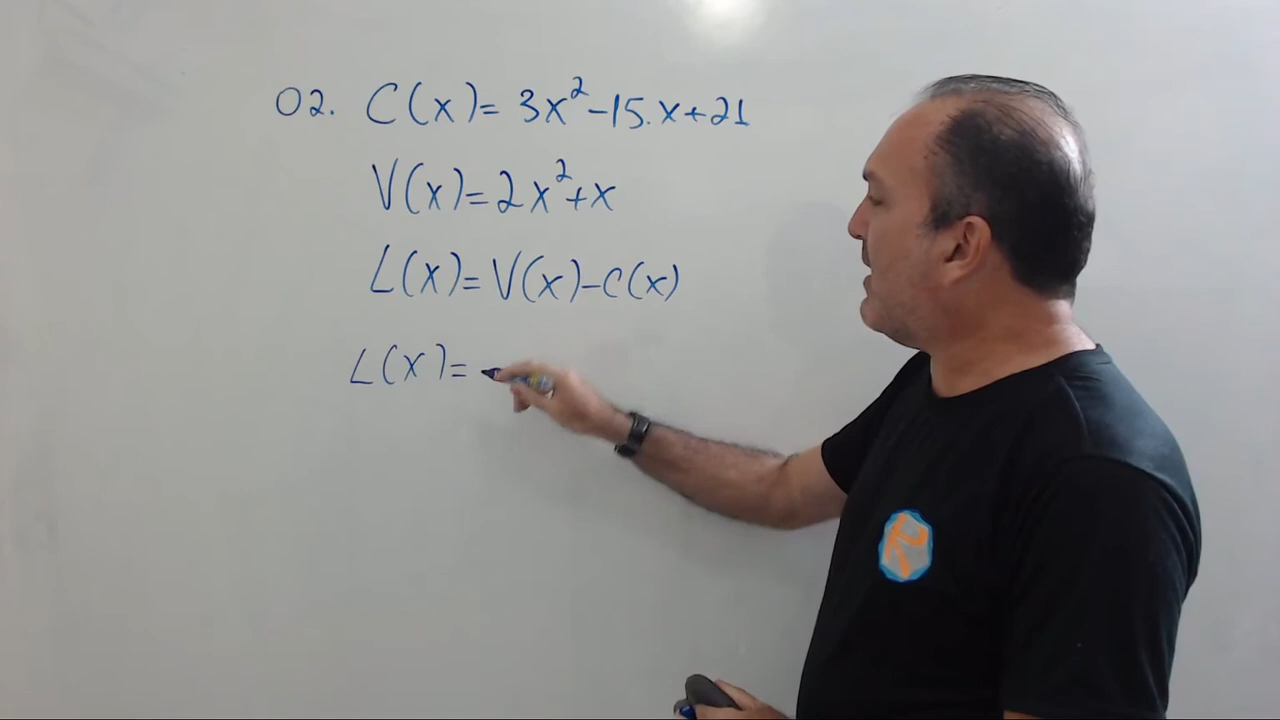 02. C(x)= 3x²-15.x+21
V(x)=2x²+x
L(x)=V(x)-C(x)
L(x)=